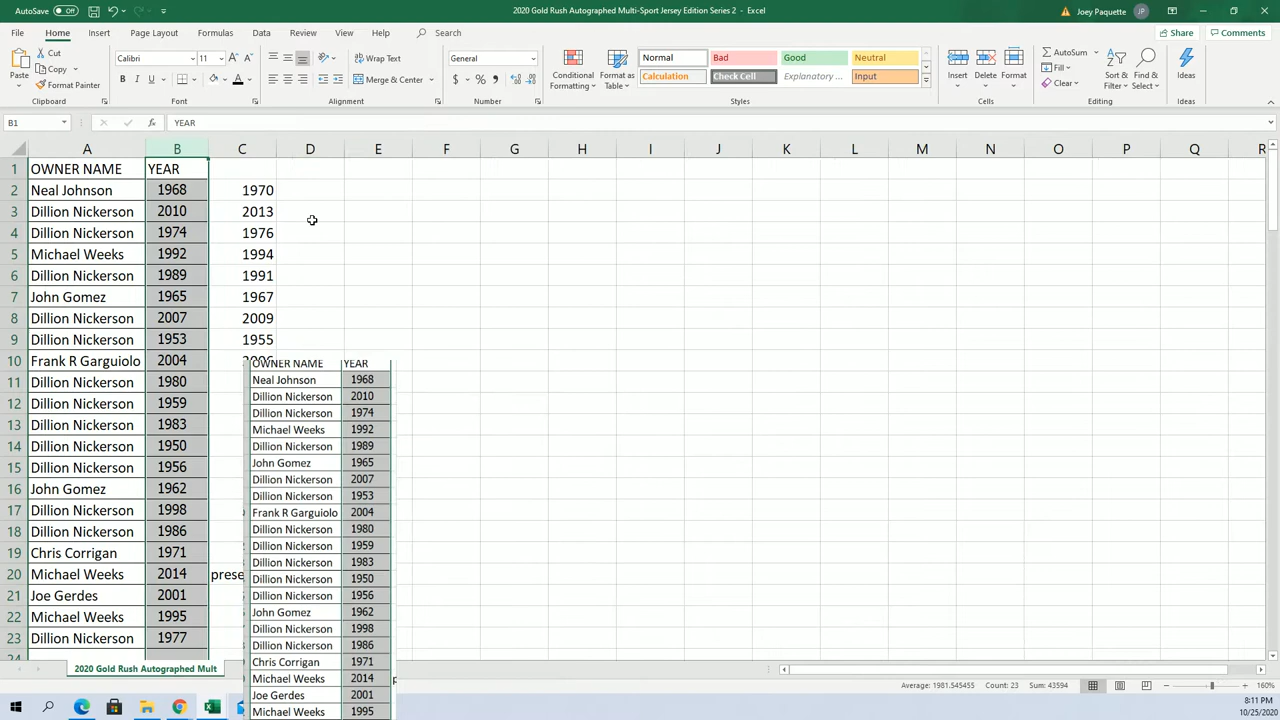 AutoSave Off 2020 Gold Rush Autographed Multi-Sport Jersey Edition Series 2 - Excel Joey Paquette JP
File Home Insert Page Layout Formulas Data Review View Help Search Share Comments
Cut Calibri 11 Wrap Text General Normal Bad Good Neutral AutoSum
Copy Fill
Paste Format Painter B I U Merge & Center $ % Conditional Formatting Format as Table Calculation Check Cell Explanatory ... Input Insert Delete Format Clear Sort & Filter Find & Select Ideas
Clipboard Font Alignment Number Styles Cells Editing Ideas
B1 fx YEAR
A B C D E F G H I J K L M N O P Q R
1 OWNER NAME YEAR
2 Neal Johnson 1968 1970
3 Dillion Nickerson 2010 2013
4 Dillion Nickerson 1974 1976
5 Michael Weeks 1992 1994
6 Dillion Nickerson 1989 1991
7 John Gomez 1965 1967
8 Dillion Nickerson 2007 2009
9 Dillion Nickerson 1953 1955
10 Frank R Garguiolo 2004
11 Dillion Nickerson 1980
12 Dillion Nickerson 1959
13 Dillion Nickerson 1983
14 Dillion Nickerson 1950
15 Dillion Nickerson 1956
16 John Gomez 1962
17 Dillion Nickerson 1998
18 Dillion Nickerson 1986
19 Chris Corrigan 1971
20 Michael Weeks 2014 prese
21 Joe Gerdes 2001
22 Michael Weeks 1995
23 Dillion Nickerson 1977
OWNER NAME YEAR
Neal Johnson 1968
Dillion Nickerson 2010
Dillion Nickerson 1974
Michael Weeks 1992
Dillion Nickerson 1989
John Gomez 1965
Dillion Nickerson 2007
Dillion Nickerson 1953
Frank R Garguiolo 2004
Dillion Nickerson 1980
Dillion Nickerson 1959
Dillion Nickerson 1983
Dillion Nickerson 1950
Dillion Nickerson 1956
John Gomez 1962
Dillion Nickerson 1998
Dillion Nickerson 1986
Chris Corrigan 1971
Michael Weeks 2014
Joe Gerdes 2001
Michael Weeks 1995
2020 Gold Rush Autographed Mult
Average: 1981.545455 Count: 23 Sum: 43594 160%
8:11 PM
10/25/2020